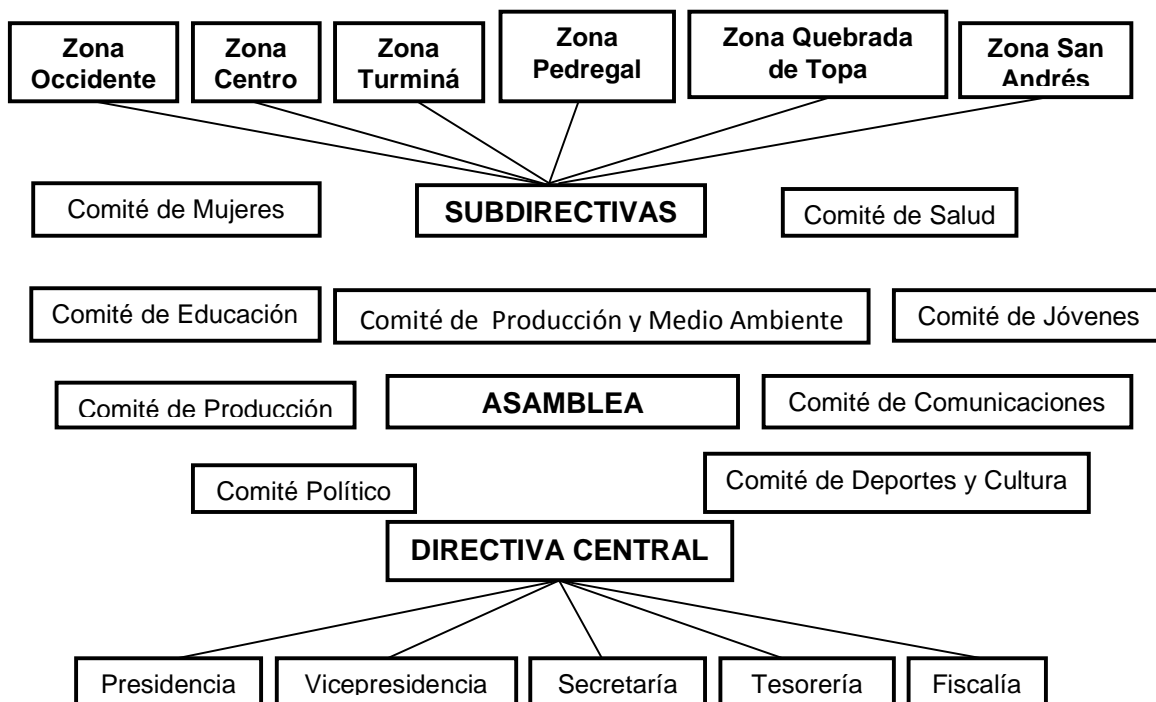 Zona
Occidente
Zona
Centro
Zona
Turminá
Zona
Pedregal
Zona Quebrada
de Topa
Zona San
Andrés
Comité de Mujeres
SUBDIRECTIVAS
Comité de Salud
Comité de Educación
Comité de Producción y Medio Ambiente
Comité de Jóvenes
Comité de Producción
ASAMBLEA
Comité de Comunicaciones
Comité Político
Comité de Deportes y Cultura
DIRECTIVA CENTRAL
Presidencia
Vicepresidencia
Secretaría
Tesorería
Fiscalía